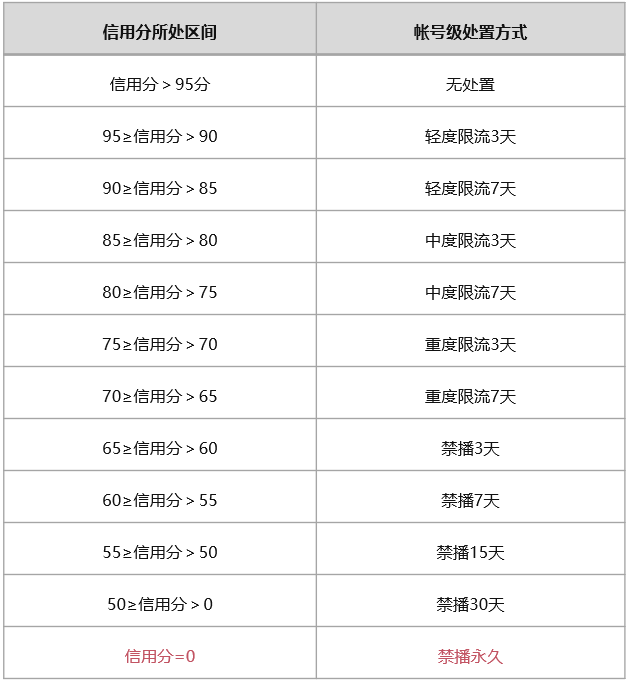 信用分所处区间 帐号级处置方式
信用分＞95分 无处置
95≥信用分＞90 轻度限流3天
90≥信用分＞85 轻度限流7天
85≥信用分＞80 中度限流3天
80≥信用分＞75 中度限流7天
75≥信用分＞70 重度限流3天
70≥信用分＞65 重度限流7天
65≥信用分＞60 禁播3天
60≥信用分＞55 禁播7天
55≥信用分＞50 禁播15天
50≥信用分＞0 禁播30天
信用分=0 禁播永久